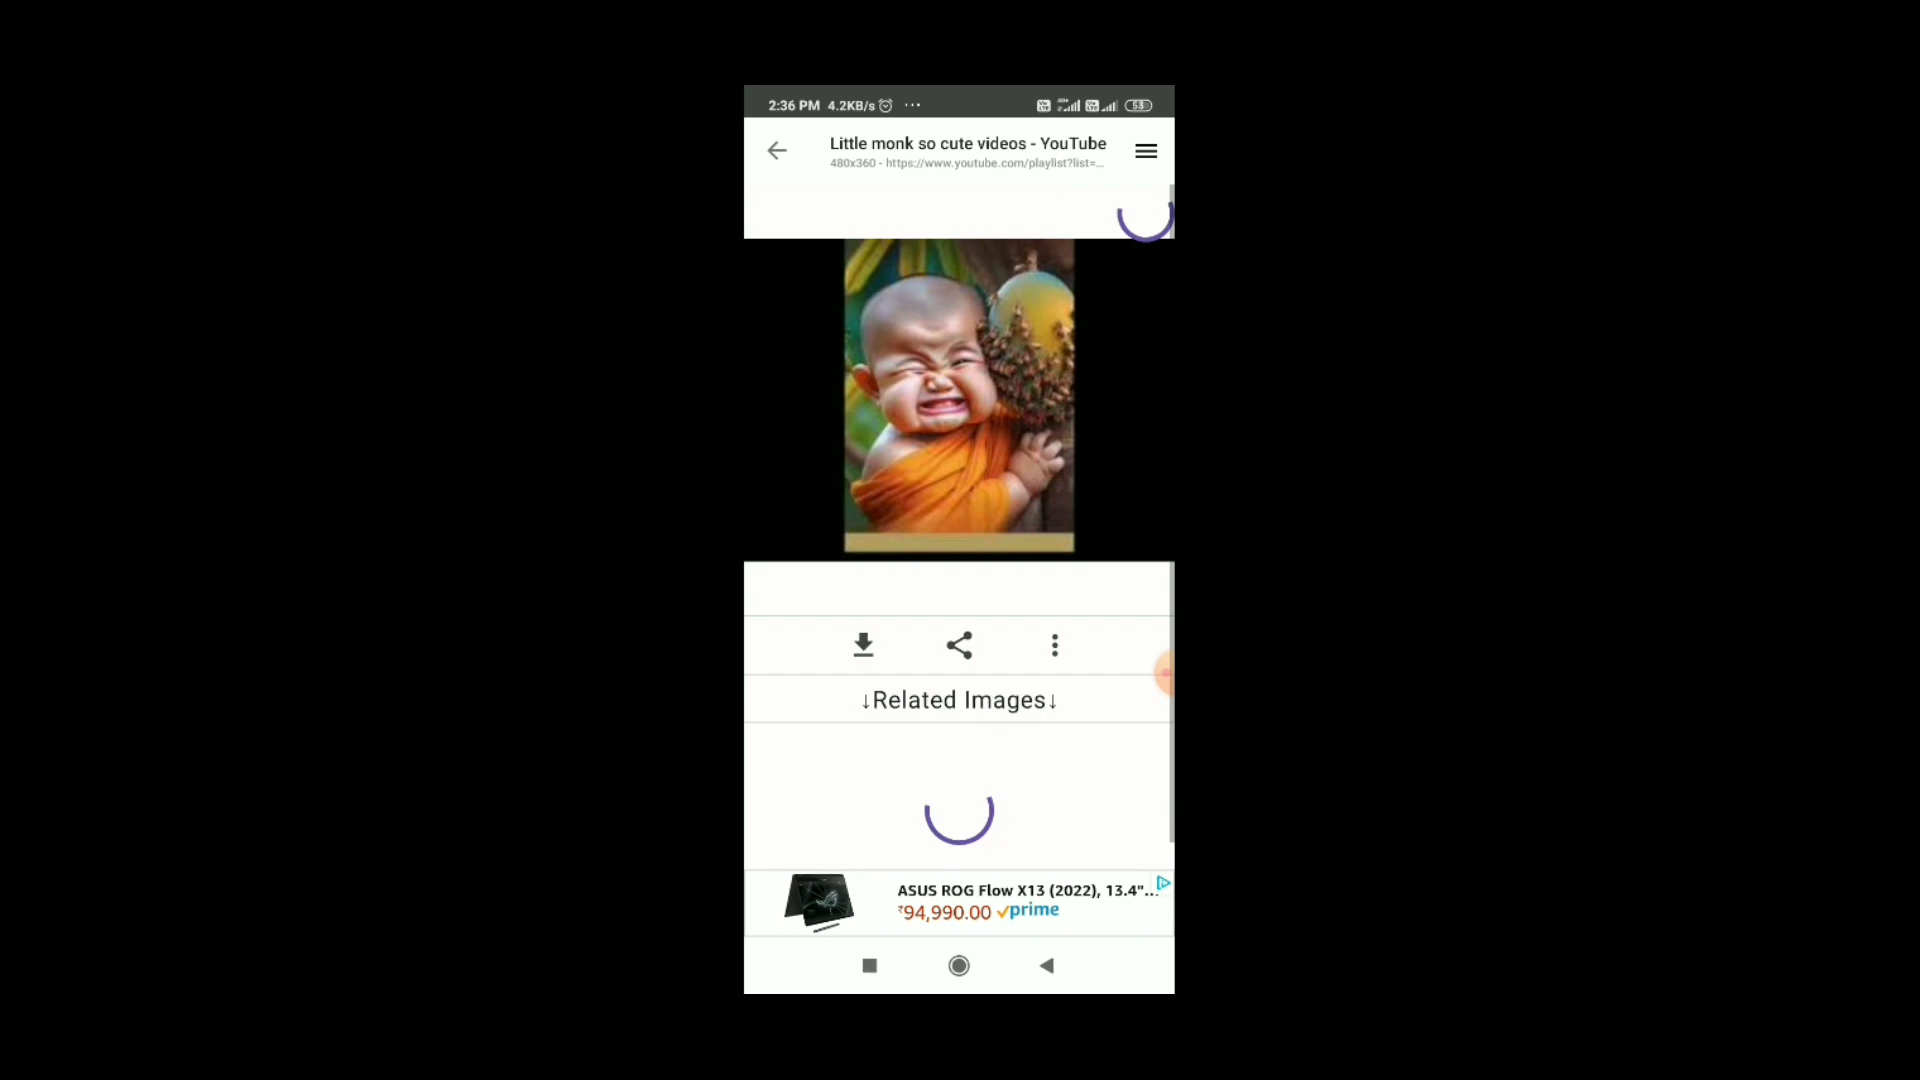 2:36 PM 4.2KB/s ... 53
Little monk so cute videos - YouTube
480x360 - https://www.youtube.com/playlist?list=...
↓Related Images↓
ASUS ROG Flow X13 (2022), 13.4"...
₹94,990.00 prime